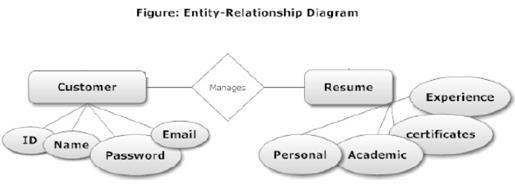 Figure: Entity-Relationship Diagram
Customer
Manages
Resume
Experience
ID
Name
Password
Email
Personal
Academic
certificates